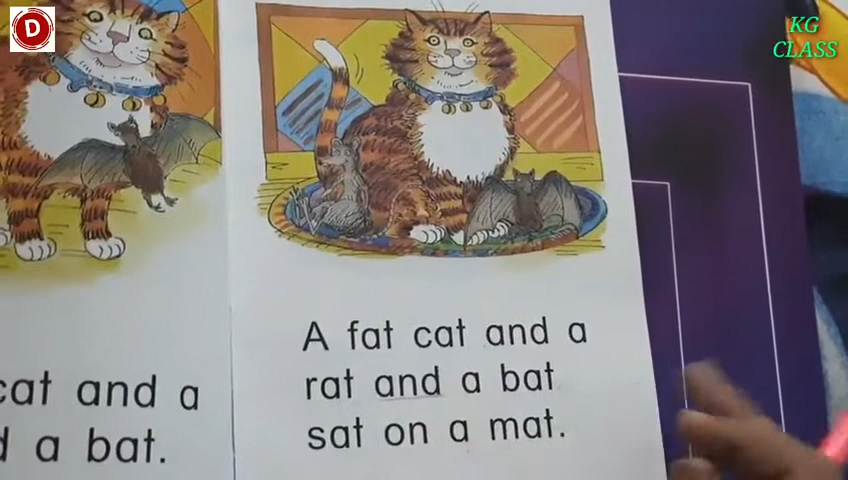 D
KG
CLASS
cat and a
a bat.
A fat cat and a
rat and a bat
sat on a mat.